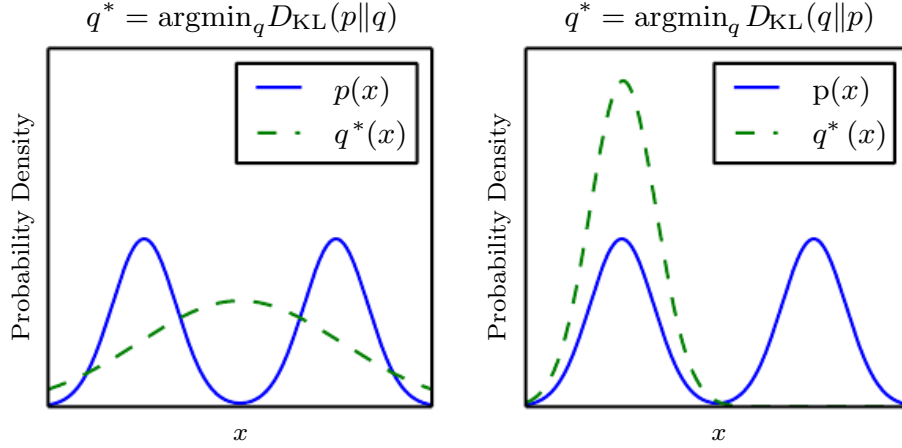 q* = argmin_q D_KL(p‖q)
p(x)
q*(x)
Probability Density
x
q* = argmin_q D_KL(q‖p)
p(x)
q* (x)
Probability Density
x